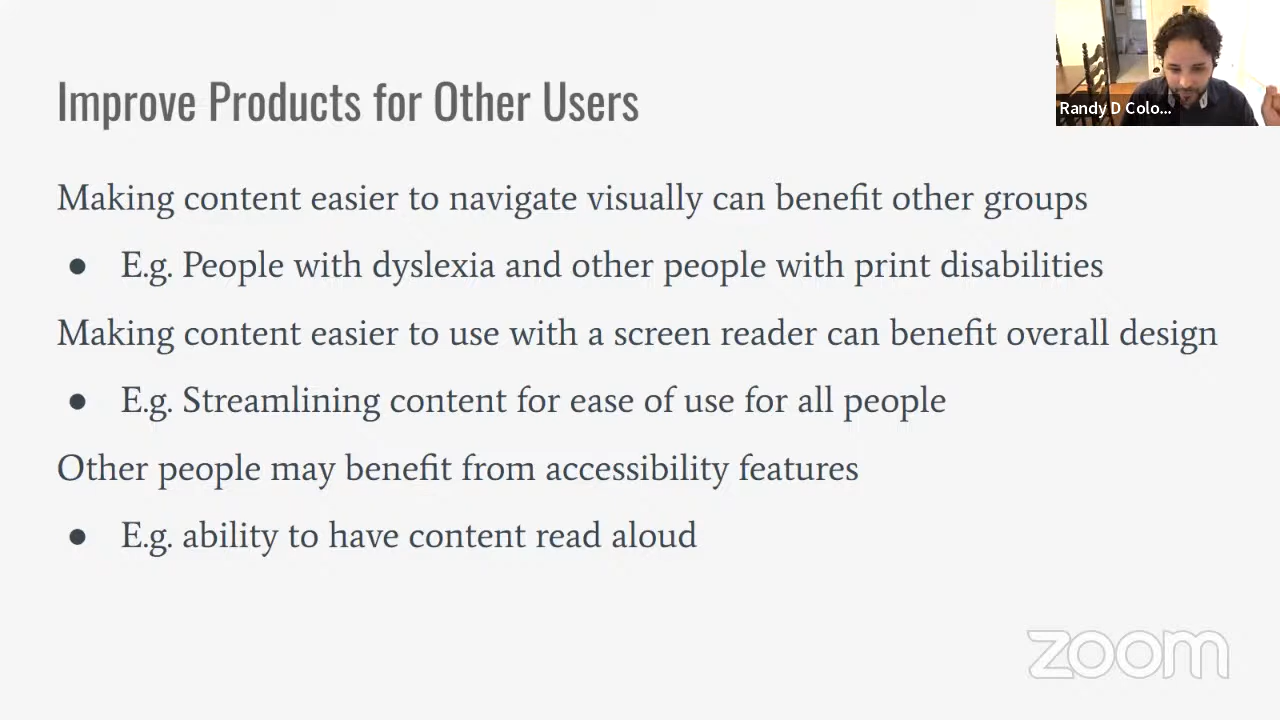 Improve Products for Other Users
Randy D Colo...
Making content easier to navigate visually can benefit other groups
● E.g. People with dyslexia and other people with print disabilities
Making content easier to use with a screen reader can benefit overall design
● E.g. Streamlining content for ease of use for all people
Other people may benefit from accessibility features
● E.g. ability to have content read aloud
zoom